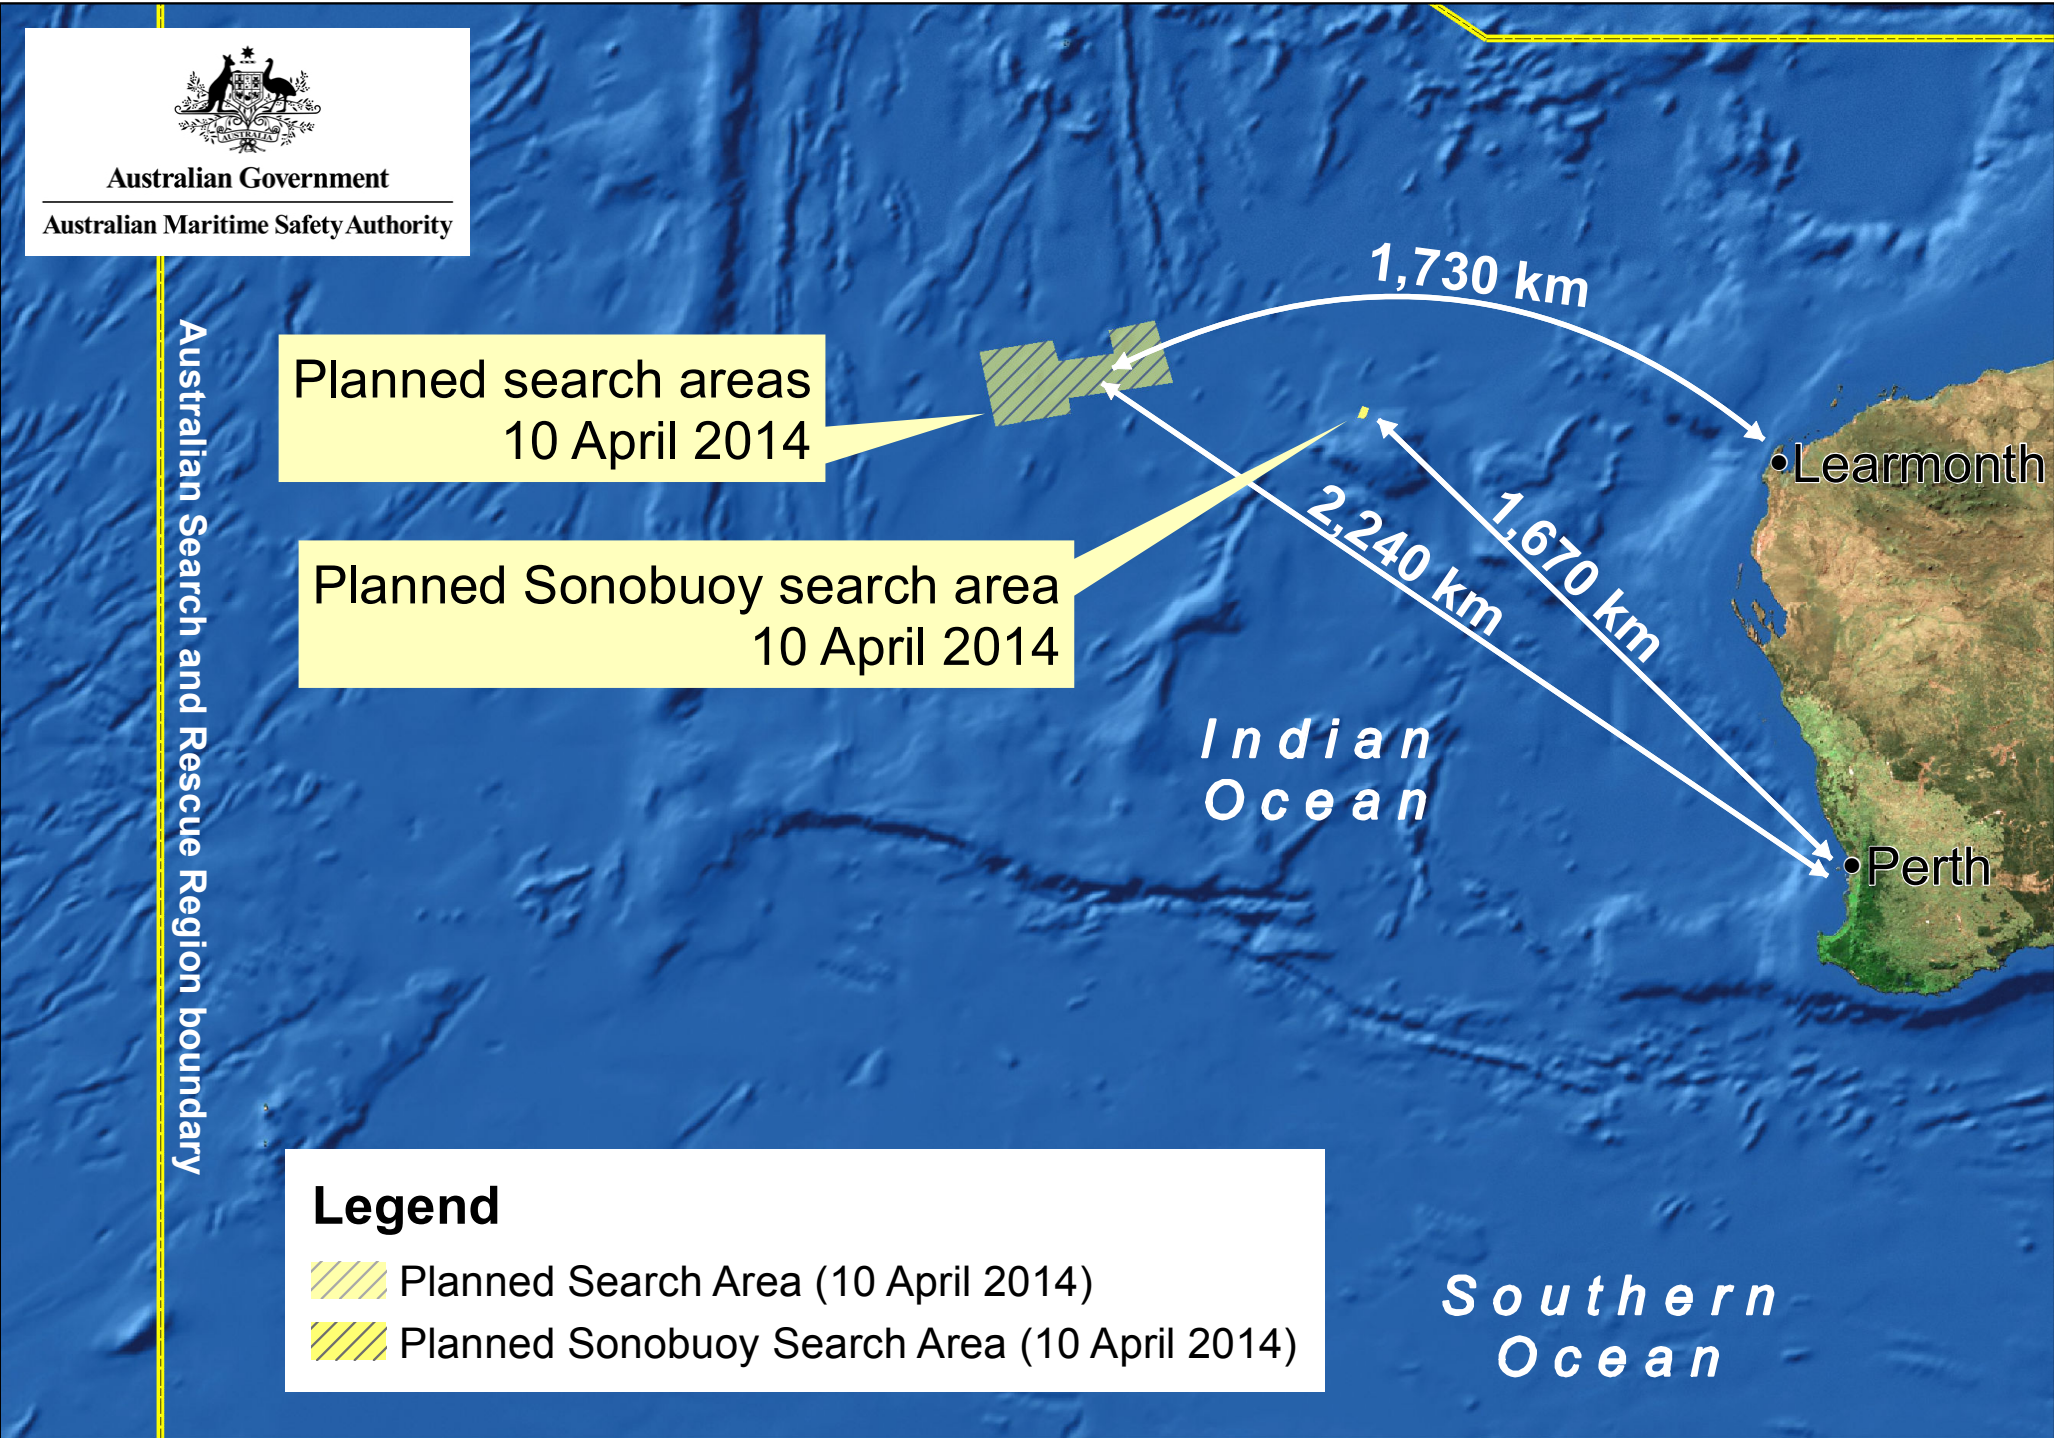 AUSTRALIA
Australian Government
Australian Maritime Safety Authority
Australian Search and Rescue Region boundary
1,730 km
Planned search areas
10 April 2014
Learmonth
2,240 km
1,670 km
Planned Sonobuoy search area
10 April 2014
Indian
Ocean
Perth
Legend
Planned Search Area (10 April 2014)
Planned Sonobuoy Search Area (10 April 2014)
Southern
Ocean